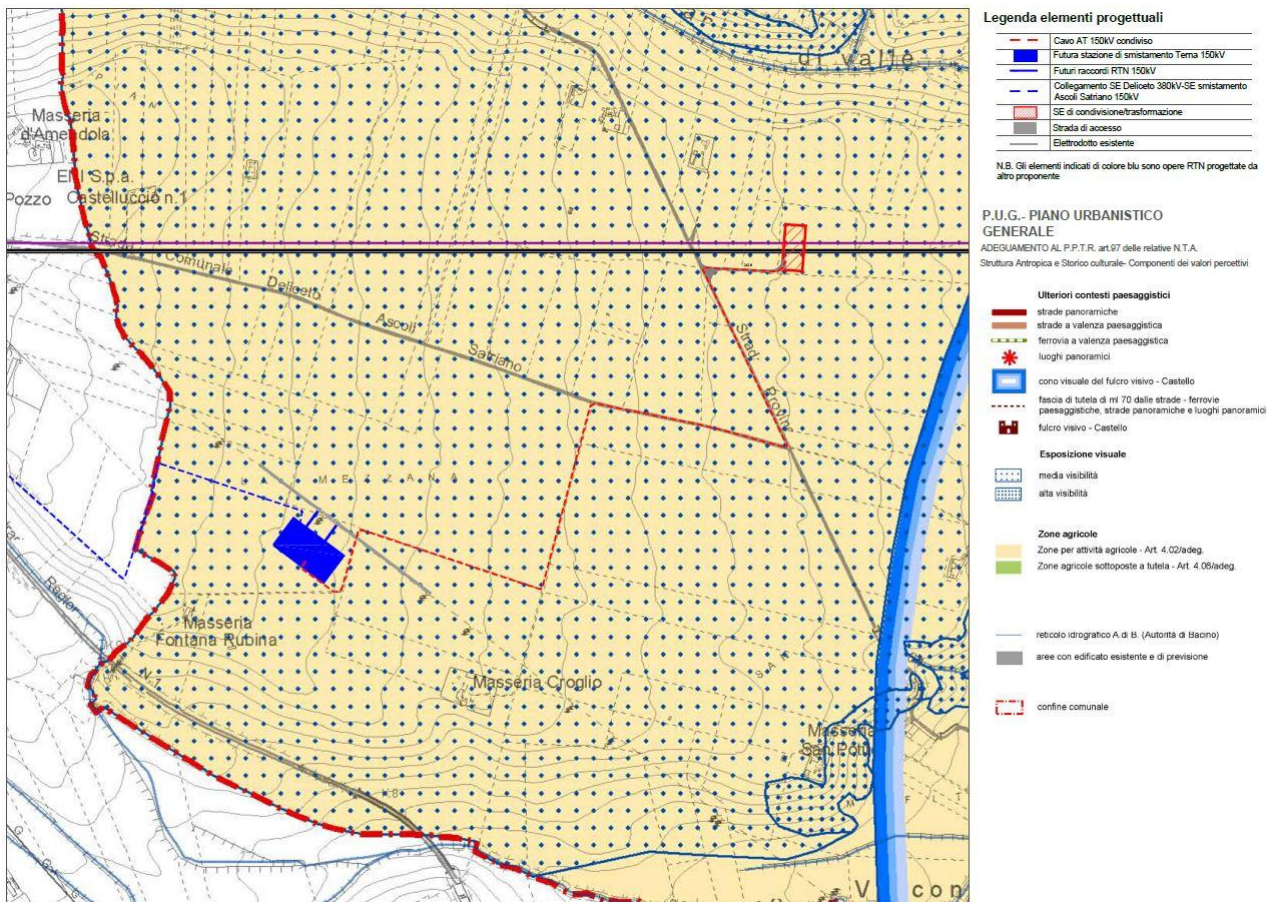 di valle
Masseria
d'Amendola
ENI S.p.a.
Castelluccio n.1
Pozzo
Strada
Comunale
Deliceto
Ascoli
Satriano
Strad
Provinc
L A M E Z Z A N A
Masseria
Fontana Rubina
Masseria Croglio
S A N
Masseria
San Potito
N.1
V con
Legenda elementi progettuali
Cavo AT 150kV condiviso
Futura stazione di smistamento Terna 150kV
Futuri raccordi RTN 150kV
Collegamento SE Deliceto 380kV-SE smistamento
Ascoli Satriano 150kV
SE di condivisione/trasformazione
Strada di accesso
Elettrodotto esistente
N.B. Gli elementi indicati di colore blu sono opere RTN progettate da
altro proponente
P.U.G.- PIANO URBANISTICO
GENERALE
ADEGUAMENTO AL P.P.T.R. art.97 delle relative N.T.A.
Struttura Antropica e Storico culturale- Componenti dei valori percettivi
Ulteriori contesti paesaggistici
strade panoramiche
strade a valenza paesaggistica
ferrovia a valenza paesaggistica
luoghi panoramici
cono visuale del fulcro visivo - Castello
fascia di tutela di ml 70 dalle strade - ferrovie
paesaggistiche, strade panoramiche e luoghi panoramici
fulcro visivo - Castello
Esposizione visuale
media visibilità
alta visibilità
Zone agricole
Zone per attività agricole - Art. 4.02/adeg.
Zone agricole sottoposte a tutela - Art. 4.06/adeg.
reticolo idrografico A.di B. (Autorità di Bacino)
aree con edificato esistente e di previsione
confine comunale